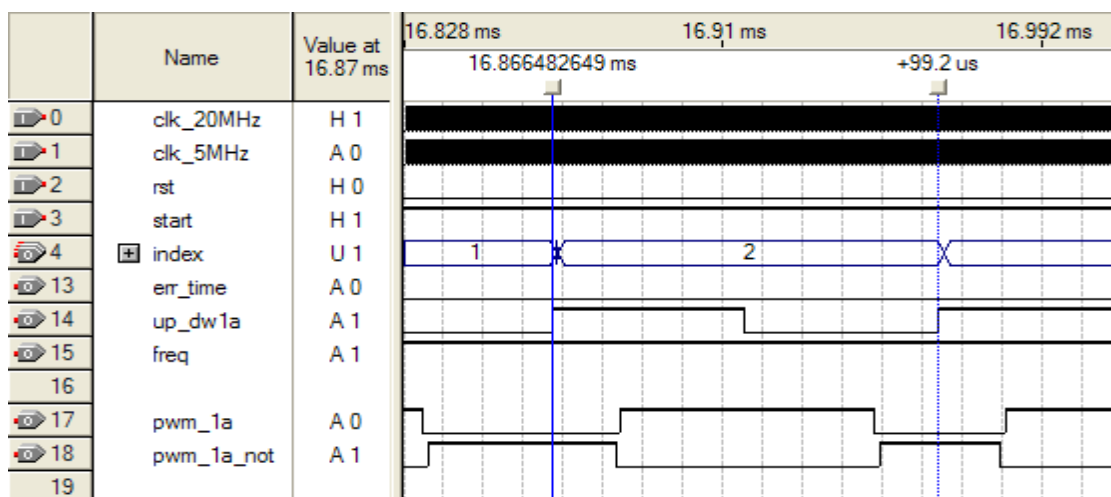 Name
Value at
16.87 ms
16.828 ms 16.91 ms 16.992 ms
16.866482649 ms +99.2 us
0 clk_20MHz H 1
1 clk_5MHz A 0
2 rst H 0
3 start H 1
4 index U 1 1 2
13 err_time A 0
14 up_dw1a A 1
15 freq A 1
16
17 pwm_1a A 0
18 pwm_1a_not A 1
19